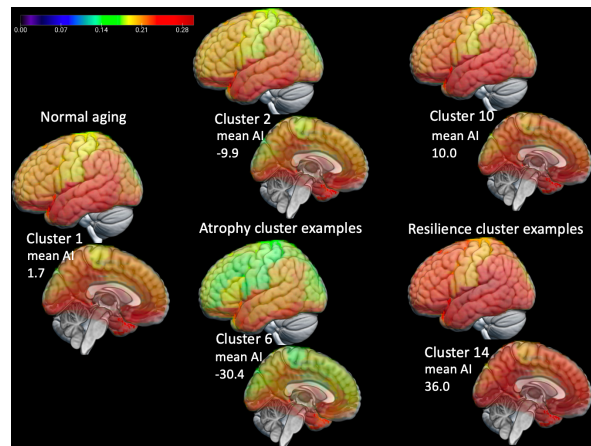 0.00 0.07 0.14 0.21 0.28
Normal aging
Cluster 1
mean AI
1.7
Cluster 2
mean AI
-9.9
Cluster 10
mean AI
10.0
Atrophy cluster examples
Resilience cluster examples
Cluster 6
mean AI
-30.4
Cluster 14
mean AI
36.0